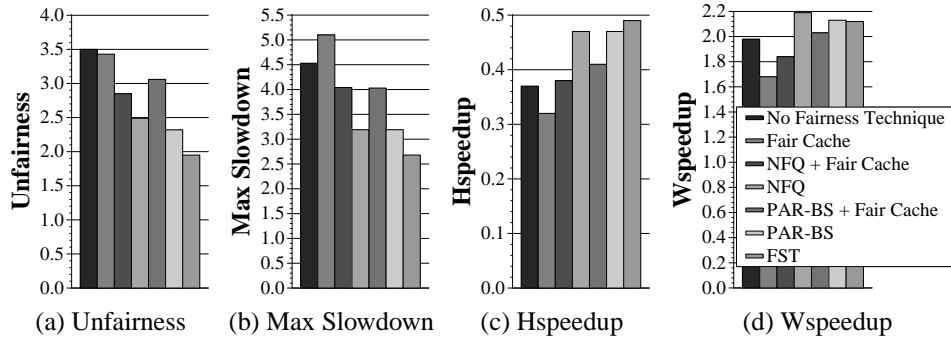 Unfairness
4.0
3.5
3.0
2.5
2.0
1.5
1.0
0.5
0.0
(a) Unfairness
Max Slowdown
5.5
5.0
4.5
4.0
3.5
3.0
2.5
2.0
1.5
1.0
0.5
0.0
(b) Max Slowdown
Hspeedup
0.5
0.4
0.3
0.2
0.1
0.0
(c) Hspeedup
Wspeedup
2.2
2.0
1.8
1.6
1.4
1.2
1.0
0.8
0.6
0.4
0.2
0.0
No Fairness Technique
Fair Cache
NFQ + Fair Cache
NFQ
PAR-BS + Fair Cache
PAR-BS
FST
(d) Wspeedup